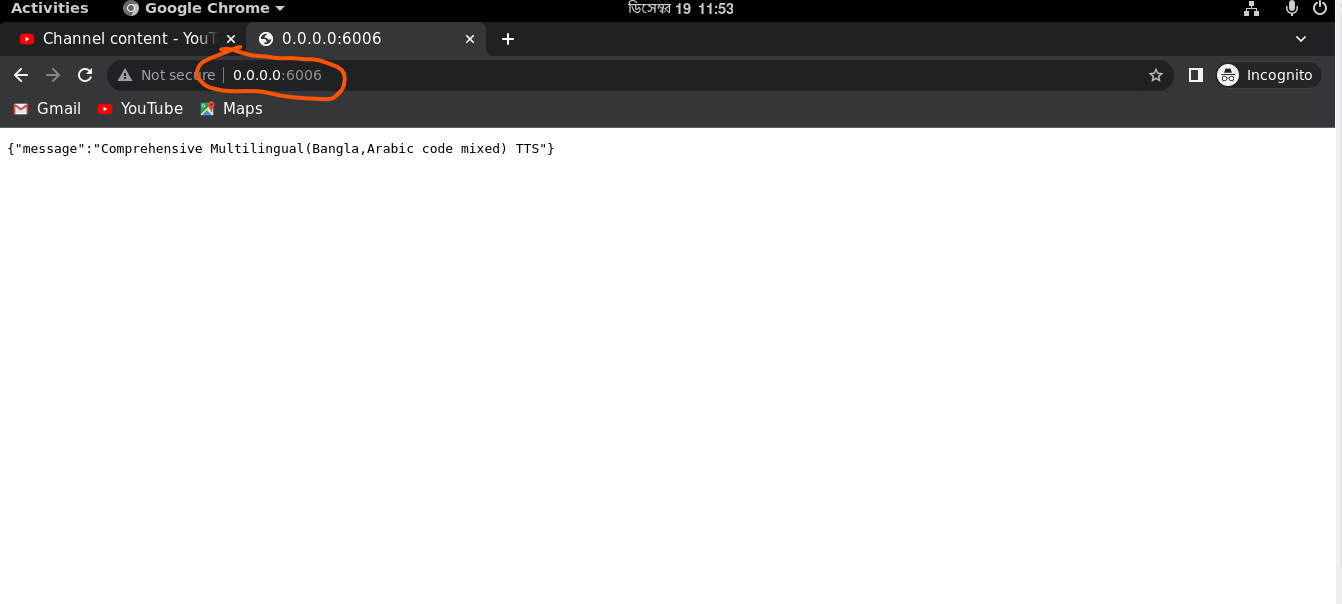 Activities Google Chrome ডিসেম্বর 19 11:53
Channel content - YouT 0.0.0.0:6006
Not secure 0.0.0.0:6006 Incognito
Gmail YouTube Maps
{"message":"Comprehensive Multilingual(Bangla,Arabic code mixed) TTS"}